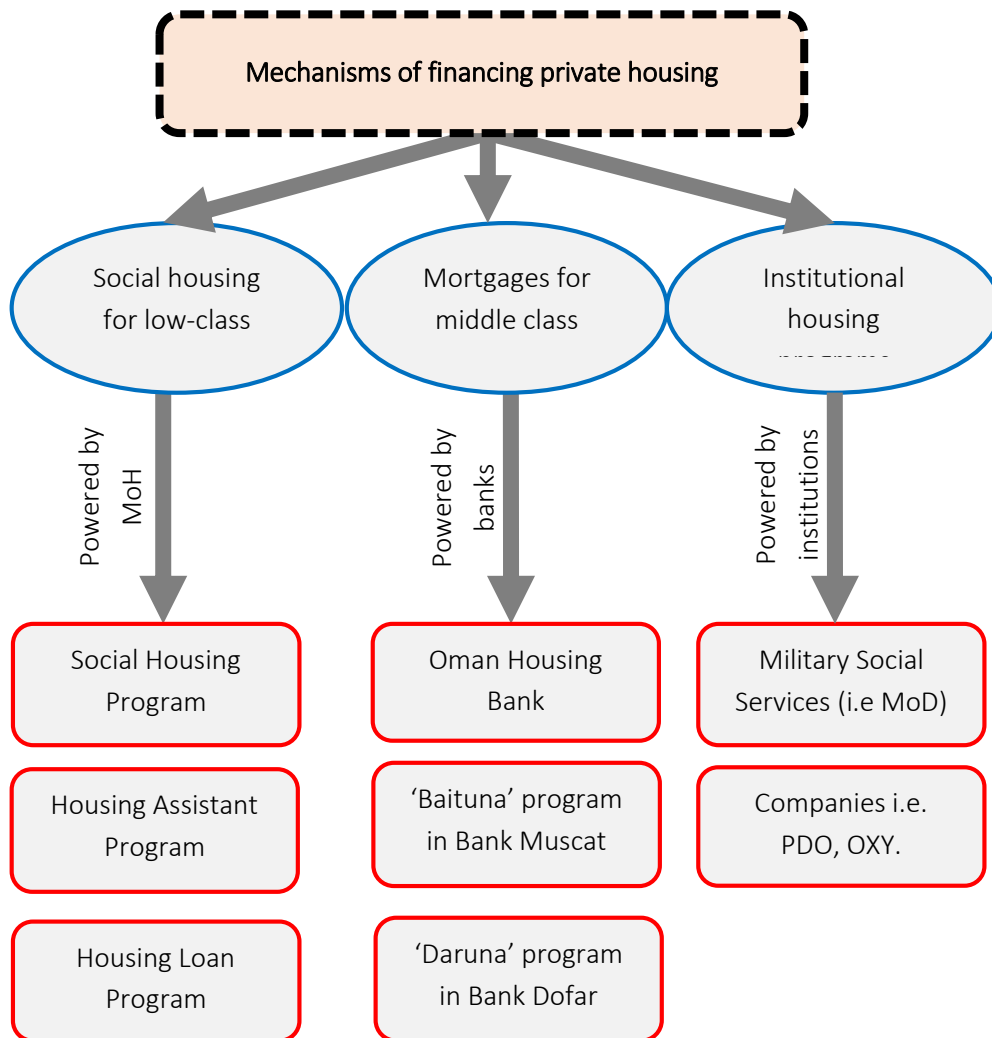 Mechanisms of financing private housing
Social housing
for low-class
Mortgages for
middle class
Institutional
housing
Powered by
MoH
Powered by
banks
Powered by
institutions
Social Housing
Program
Oman Housing
Bank
Military Social
Services (i.e MoD)
Housing Assistant
Program
‘Baituna’ program
in Bank Muscat
Companies i.e.
PDO, OXY.
Housing Loan
Program
‘Daruna’ program
in Bank Dofar